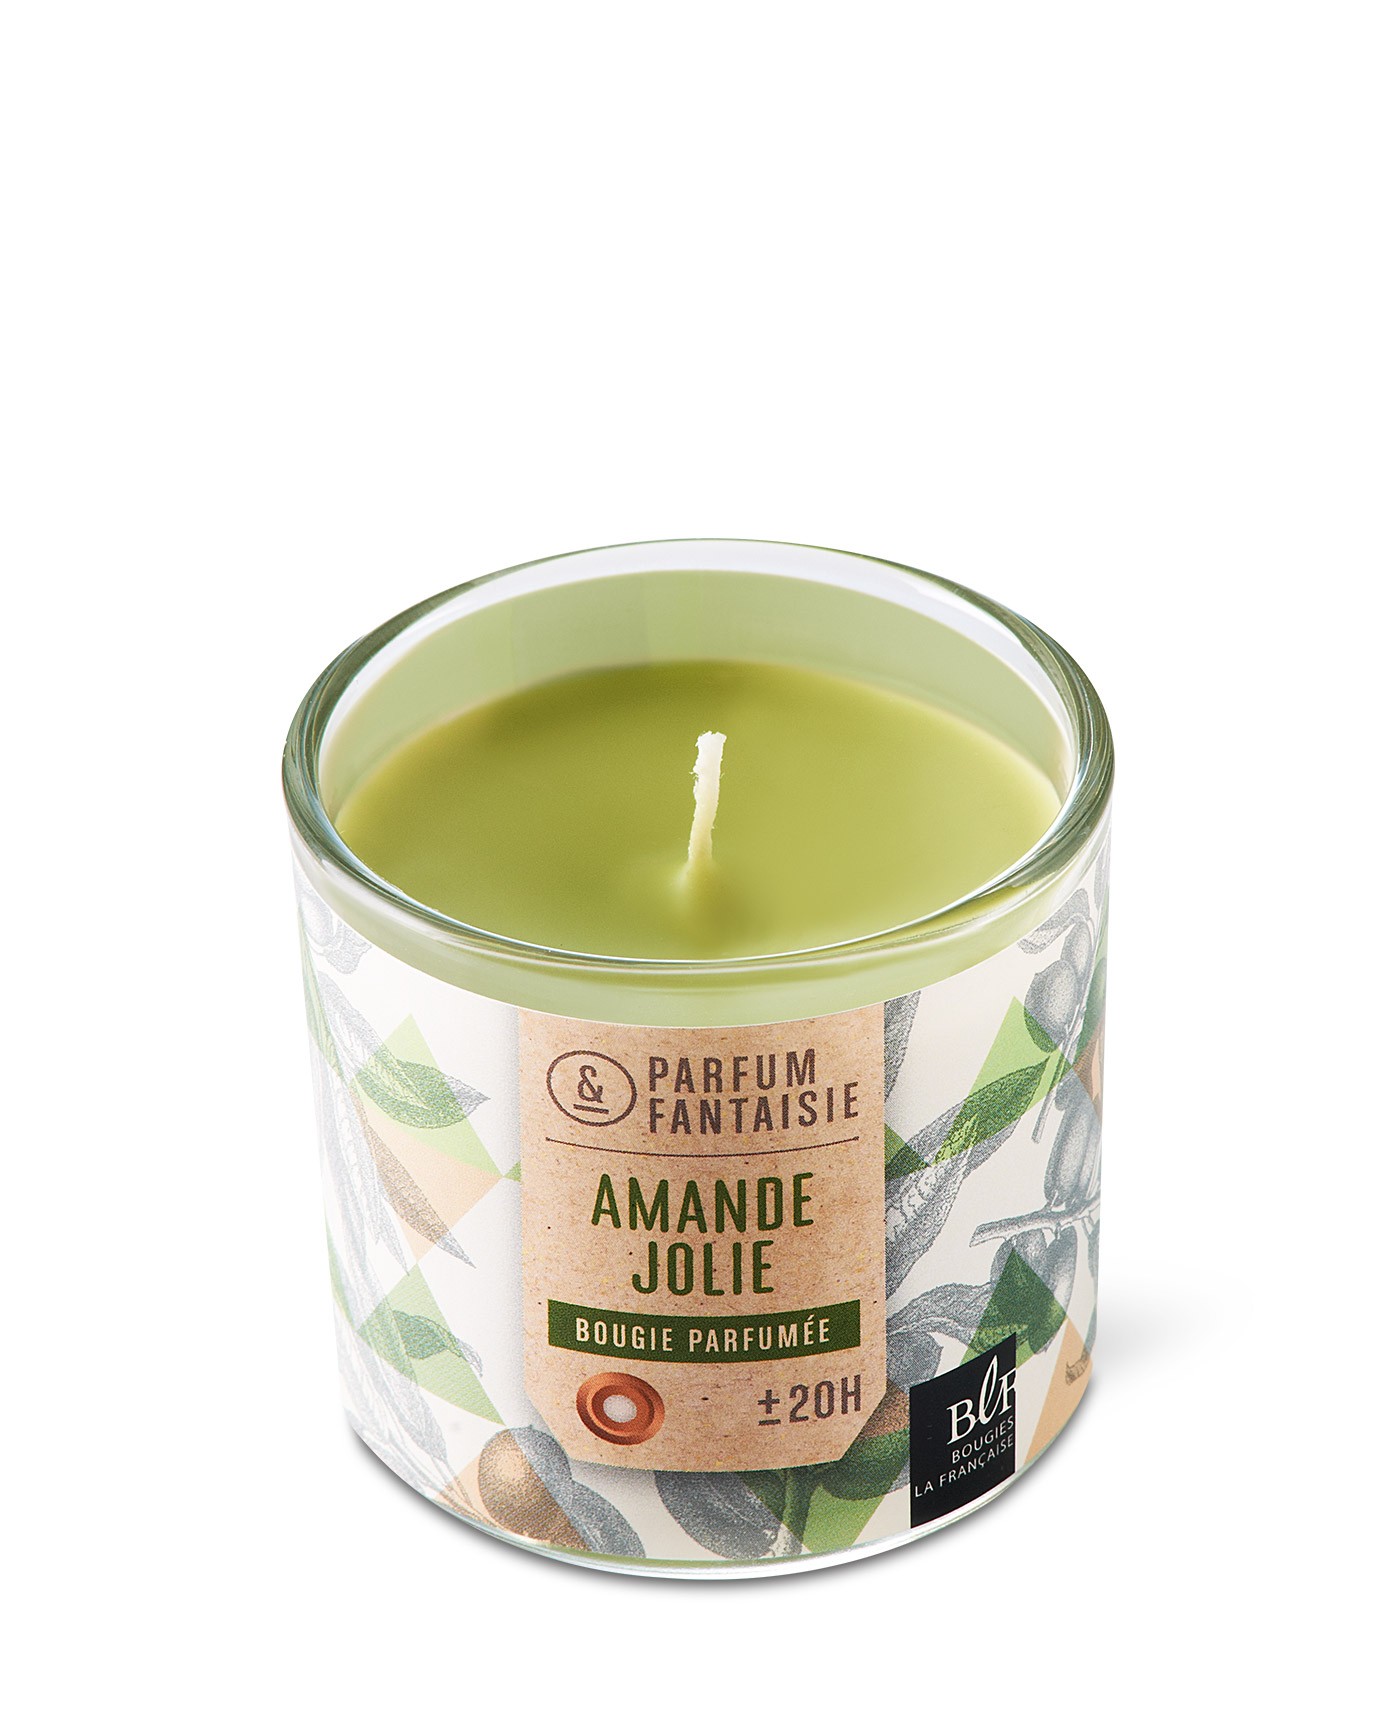 &
PARFUM
FANTAISIE
AMANDE
JOLIE
BOUGIE PARFUMÉE
±20H
BlF
BOUGIES
LA FRANÇAISE